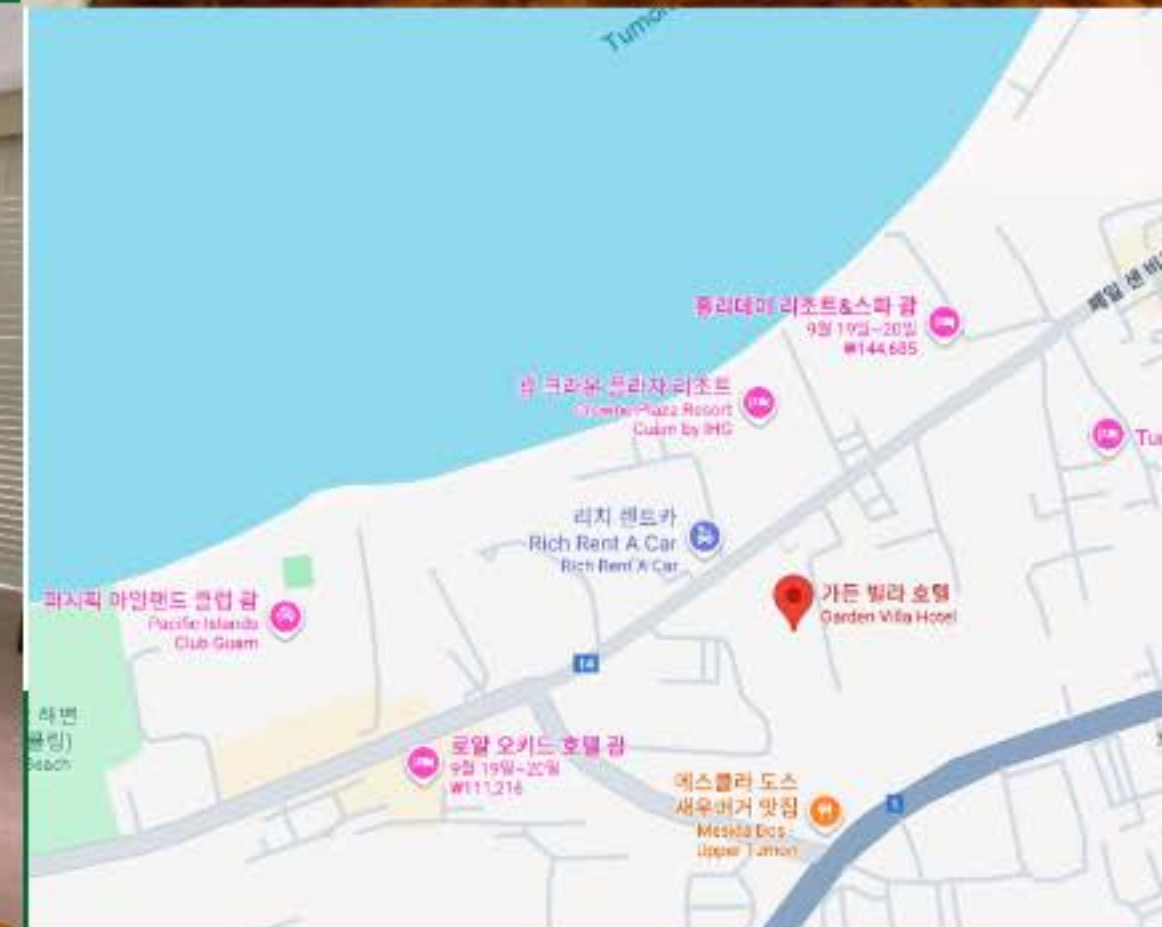 홀리데이 리조트&스파 괌
9월 19일~20일
₩144,685
괌 크라운 플라자 리조트
Crowne Plaza Resort
Guam by IHG
리치 렌트카
Rich Rent A Car
Rich Rent A Car
퍼시픽 아일랜드 클럽 괌
Pacific Islands
Club Guam
가든 빌라 호텔
Garden Villa Hotel
14
해변
Beach
로얄 오키드 호텔 괌
9월 19일~20일
₩111,216
메스클라 도스
새우버거 맛집
Meskla Dos -
Upper Tumon
1